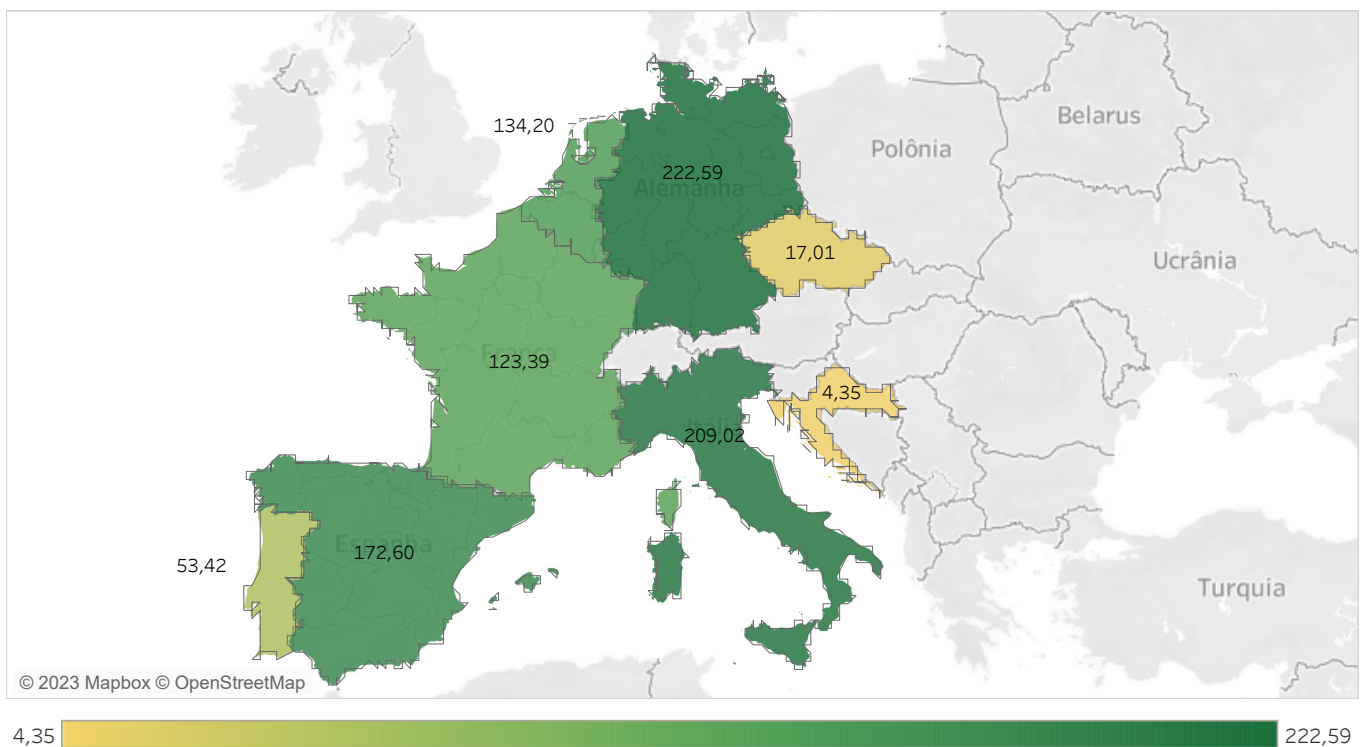 134,20
Belarus
Polônia
222,59
Alemanha
17,01
Ucrânia
França
123,39
4,35
Itália
209,02
Espanha
172,60
53,42
Turquia
© 2023 Mapbox © OpenStreetMap
4,35
222,59